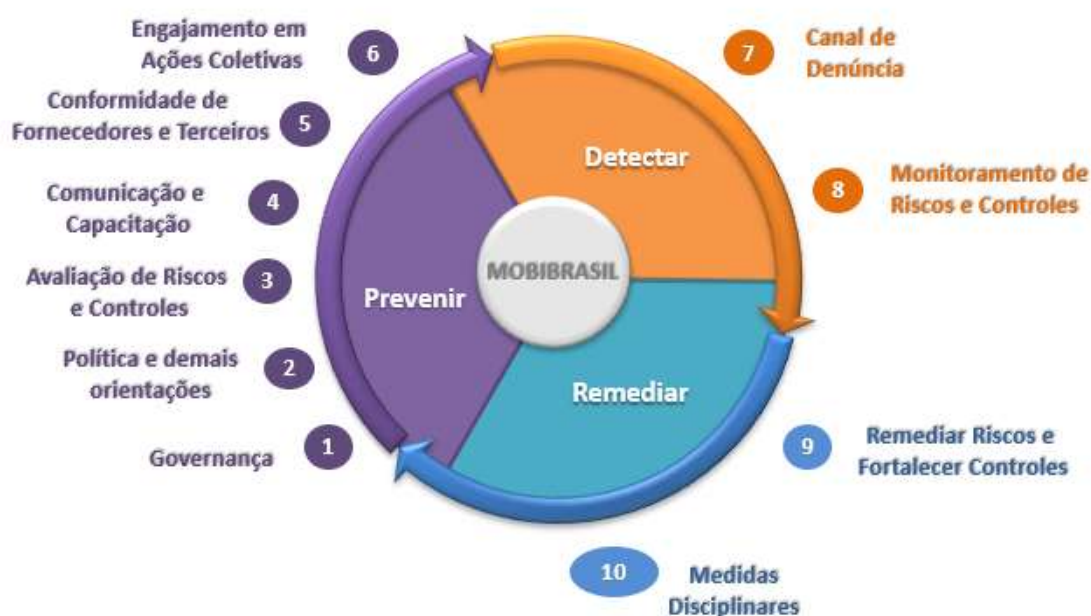 Engajamento em
Ações Coletivas
6
7
Canal de
Denúncia
Conformidade de
Fornecedores e Terceiros
5
Detectar
Comunicação e
Capacitação
4
8
Monitoramento de
Riscos e Controles
Avaliação de Riscos
e Controles
3
Prevenir
MOBIBRASIL
Política e demais
orientações
2
Remediar
Governança
1
9
Remediar Riscos e
Fortalecer Controles
10
Medidas
Disciplinares